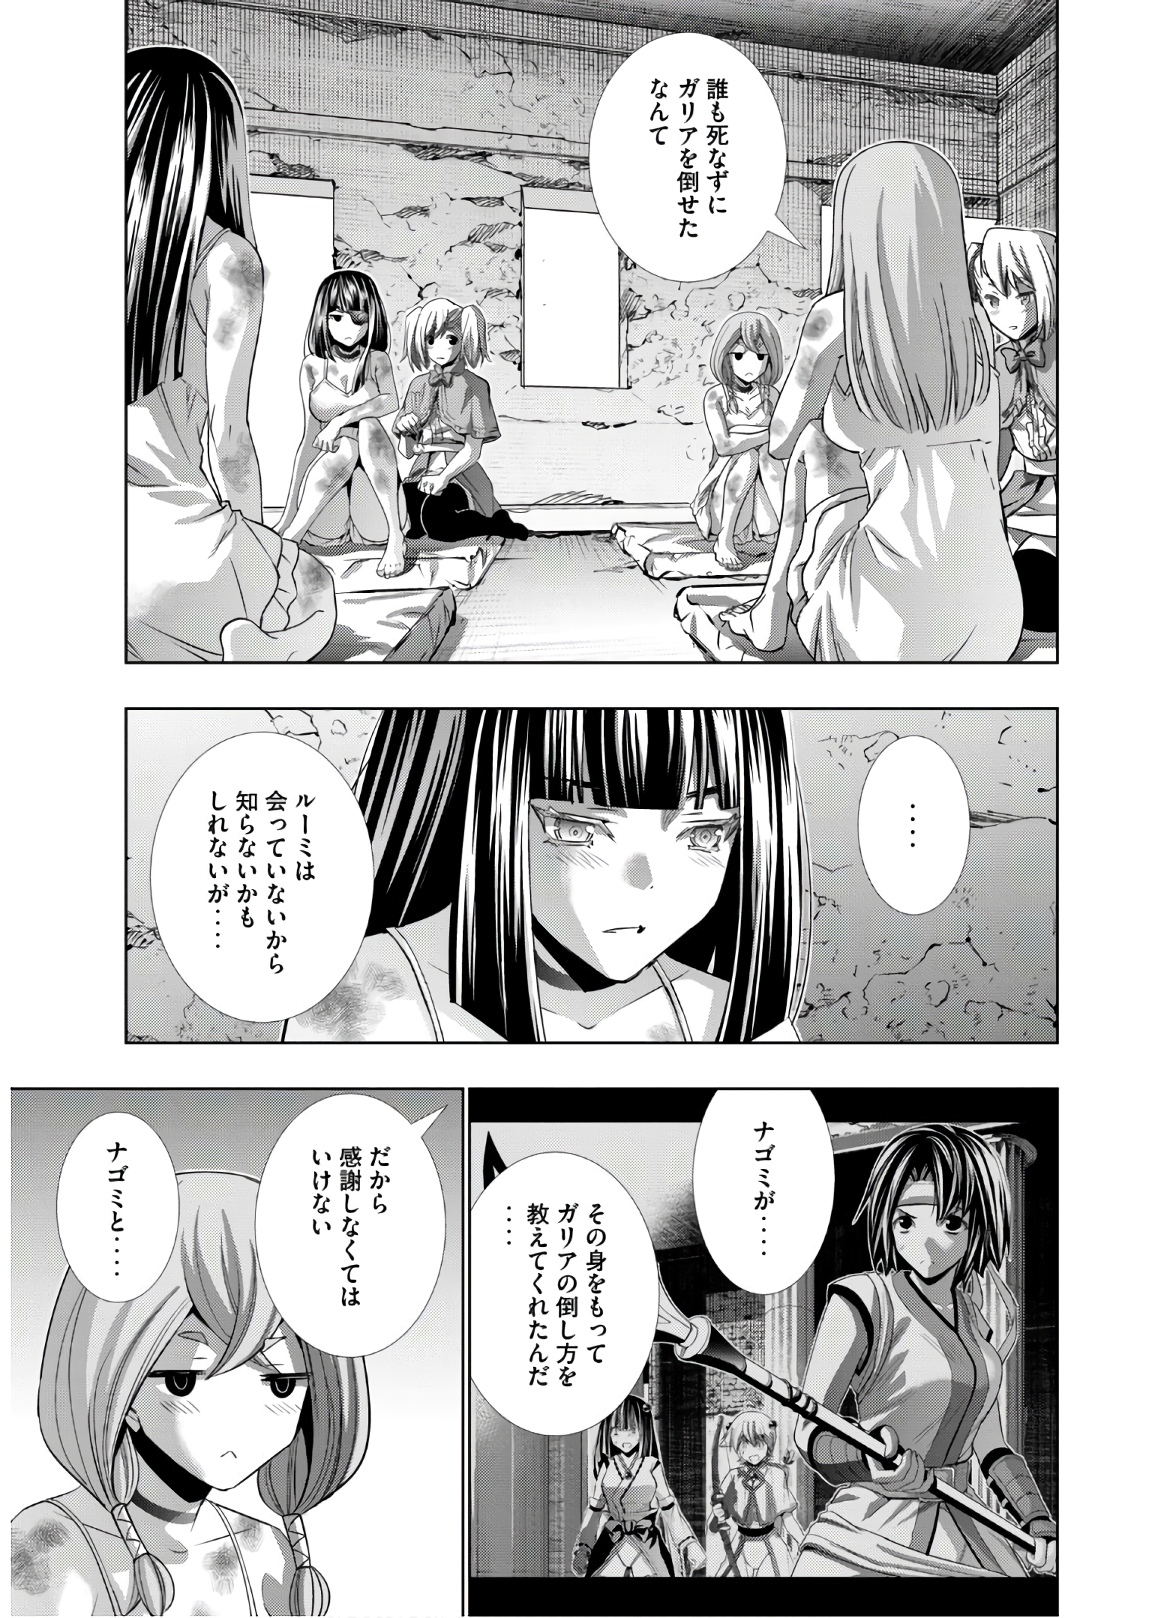 誰も死なずに
ガリアを倒せた
なんて
‥‥
ルーミは
会っていないから
知らないかも
しれないが‥‥
ナゴミが‥‥
その身をもって
ガリアの倒し方を
教えてくれたんだ
‥‥
だから
感謝しなくては
いけない
ナゴミと‥‥